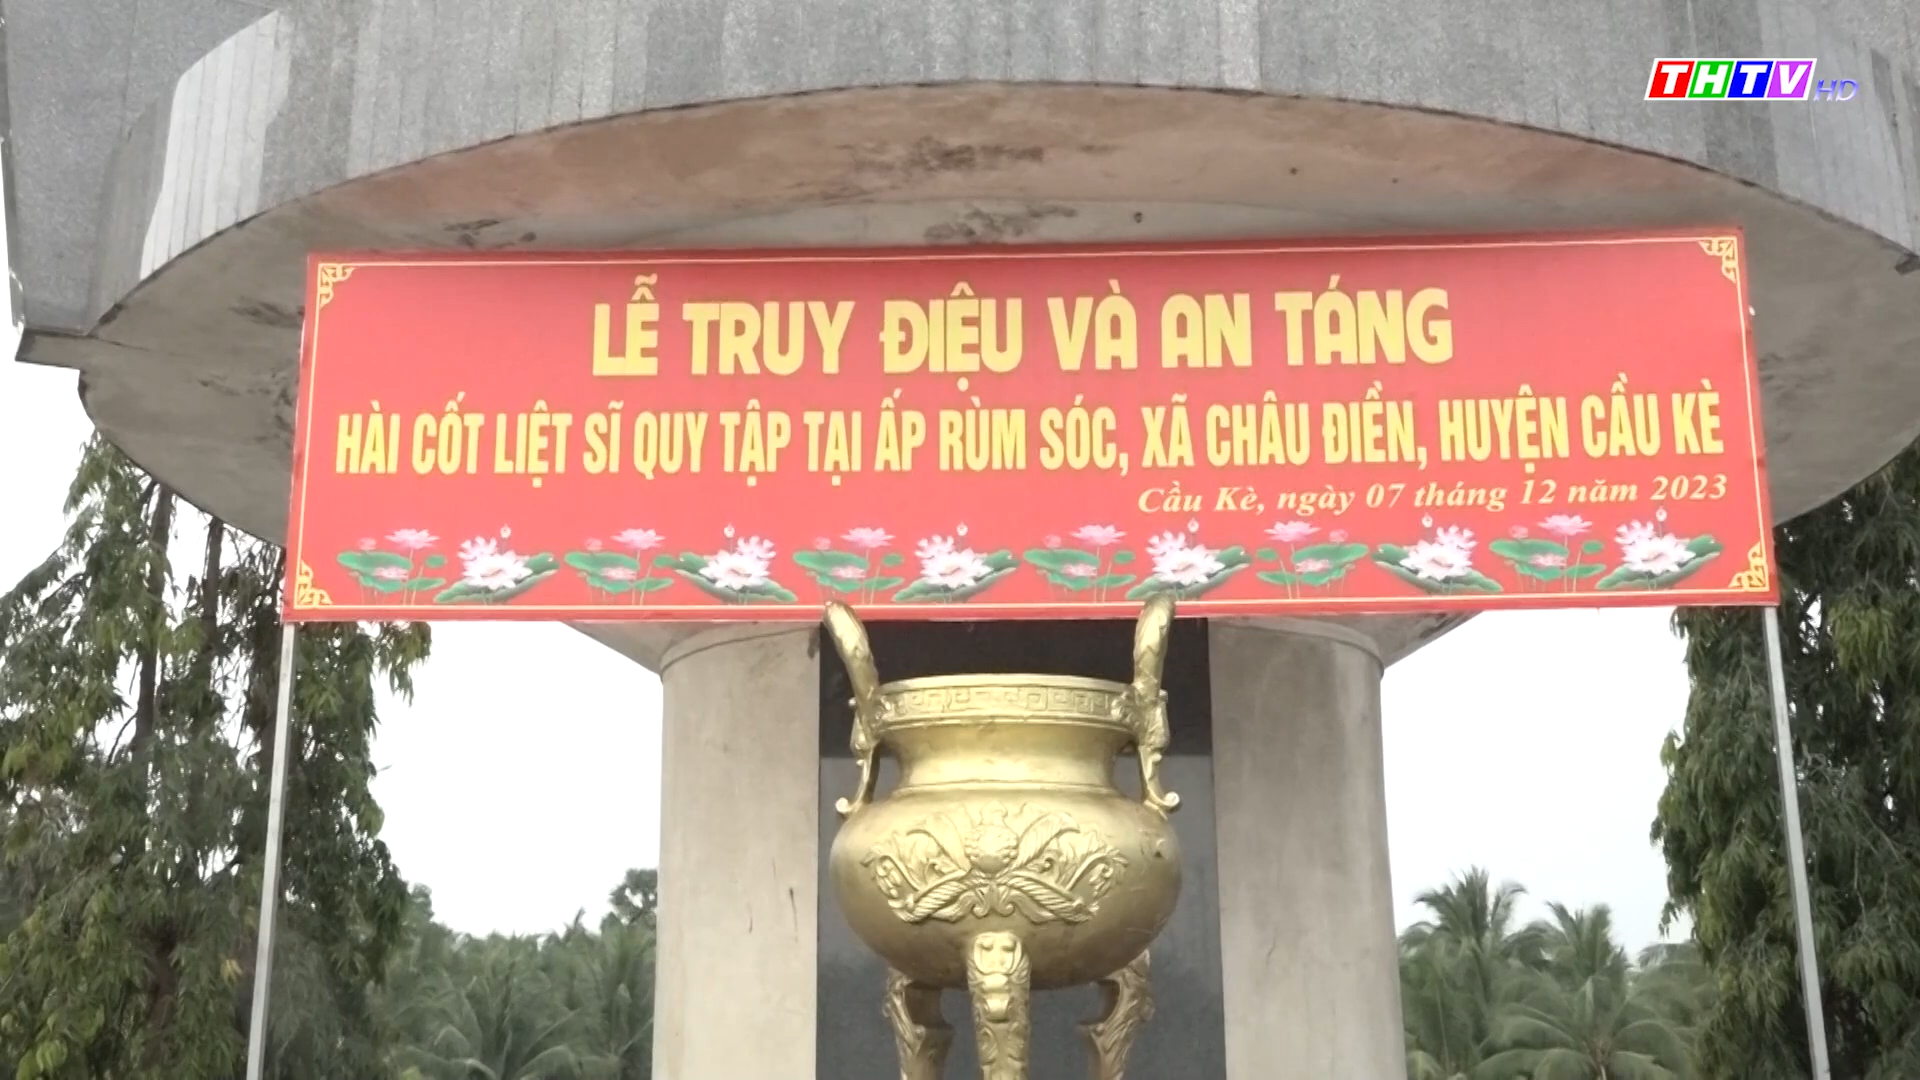 THTV HD
LỄ TRUY ĐIỆU VÀ AN TÁNG
HÀI CỐT LIỆT SĨ QUY TẬP TẠI ẤP RÙM SÓC, XÃ CHÂU ĐIỀN, HUYỆN CẦU KÈ
Cầu Kè, ngày 07 tháng 12 năm 2023